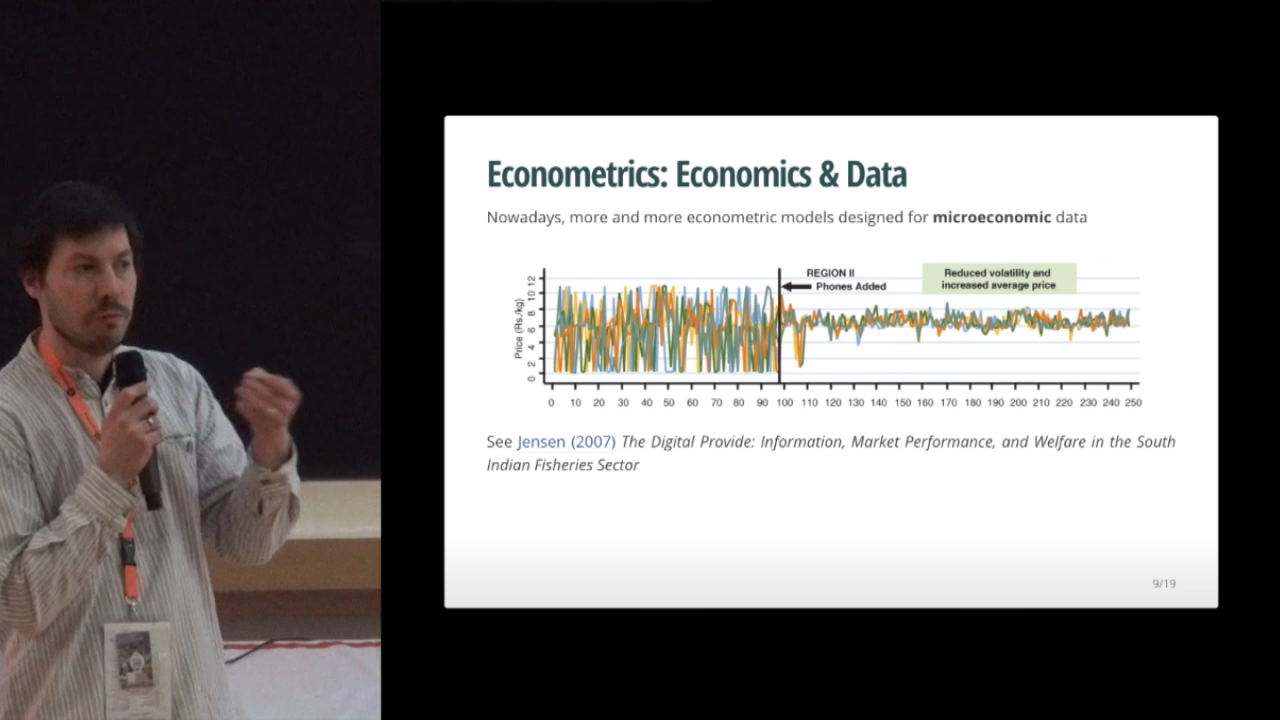 Econometrics: Economics & Data
Nowadays, more and more econometric models designed for microeconomic data
REGION II
Phones Added
Reduced volatility and
increased average price
Price (Rs./kg)
0 2 4 6 8 10 12
0 10 20 30 40 50 60 70 80 90 100 110 120 130 140 150 160 170 180 190 200 210 220 230 240 250
See Jensen (2007) The Digital Provide: Information, Market Performance, and Welfare in the South
Indian Fisheries Sector
9/19